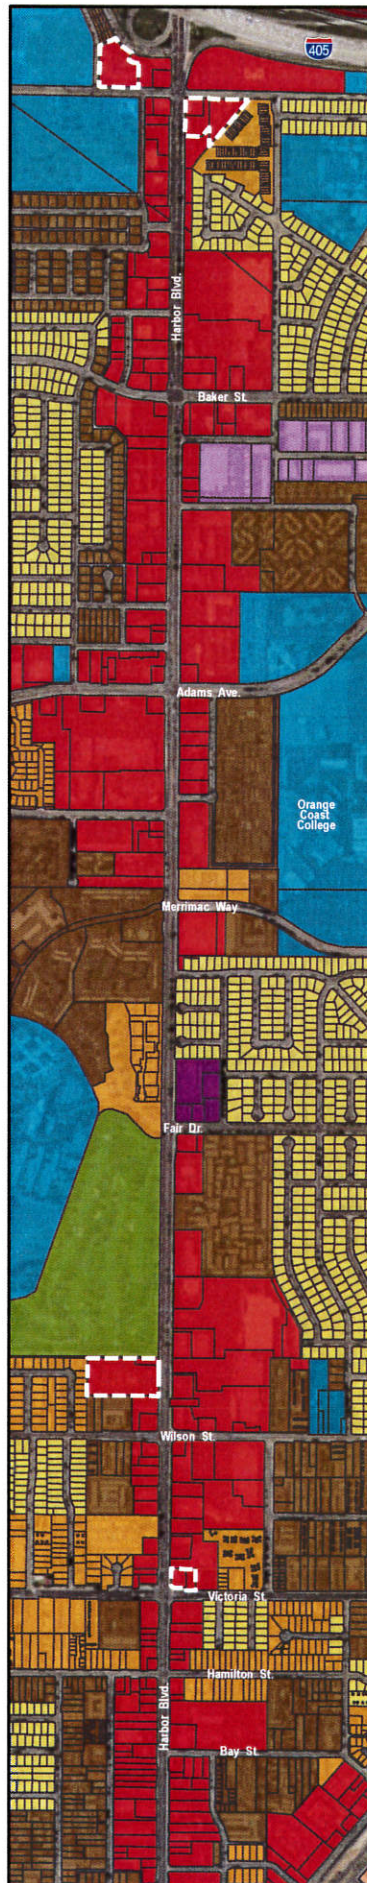 405
Harbor Blvd.
Baker St.
Adams Ave.
Orange
Coast
College
Merrimac Way
Fair Dr.
Wilson St.
Victoria St.
Hamilton St.
Harbor Blvd.
Bay St.